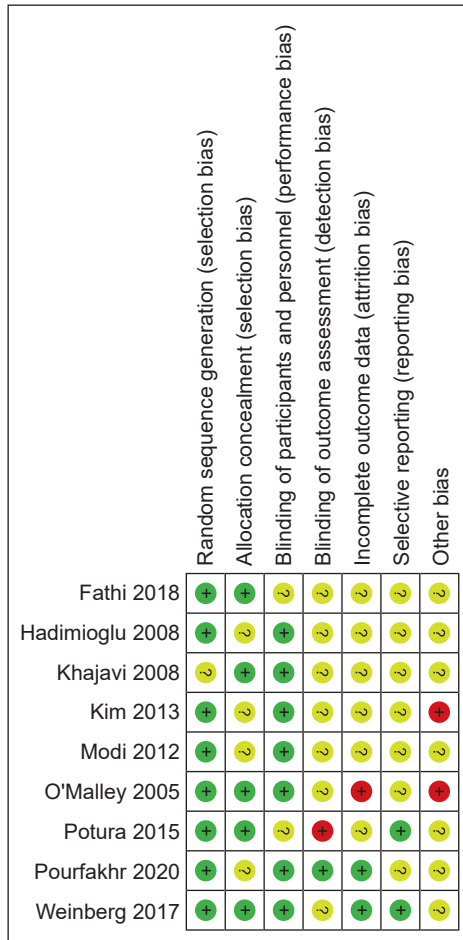 Random sequence generation (selection bias)
Allocation concealment (selection bias)
Blinding of participants and personnel (performance bias)
Blinding of outcome assessment (detection bias)
Incomplete outcome data (attrition bias)
Selective reporting (reporting bias)
Other bias
Fathi 2018 + + ? ? ? ? ?
Hadimioglu 2008 + ? + ? ? ? ?
Khajavi 2008 ? + + ? ? ? ?
Kim 2013 + ? + ? ? ? +
Modi 2012 + ? + ? ? ? ?
O'Malley 2005 + + + ? + ? +
Potura 2015 + + ? + ? + ?
Pourfakhr 2020 + ? + + + ? ?
Weinberg 2017 + + + ? + + ?